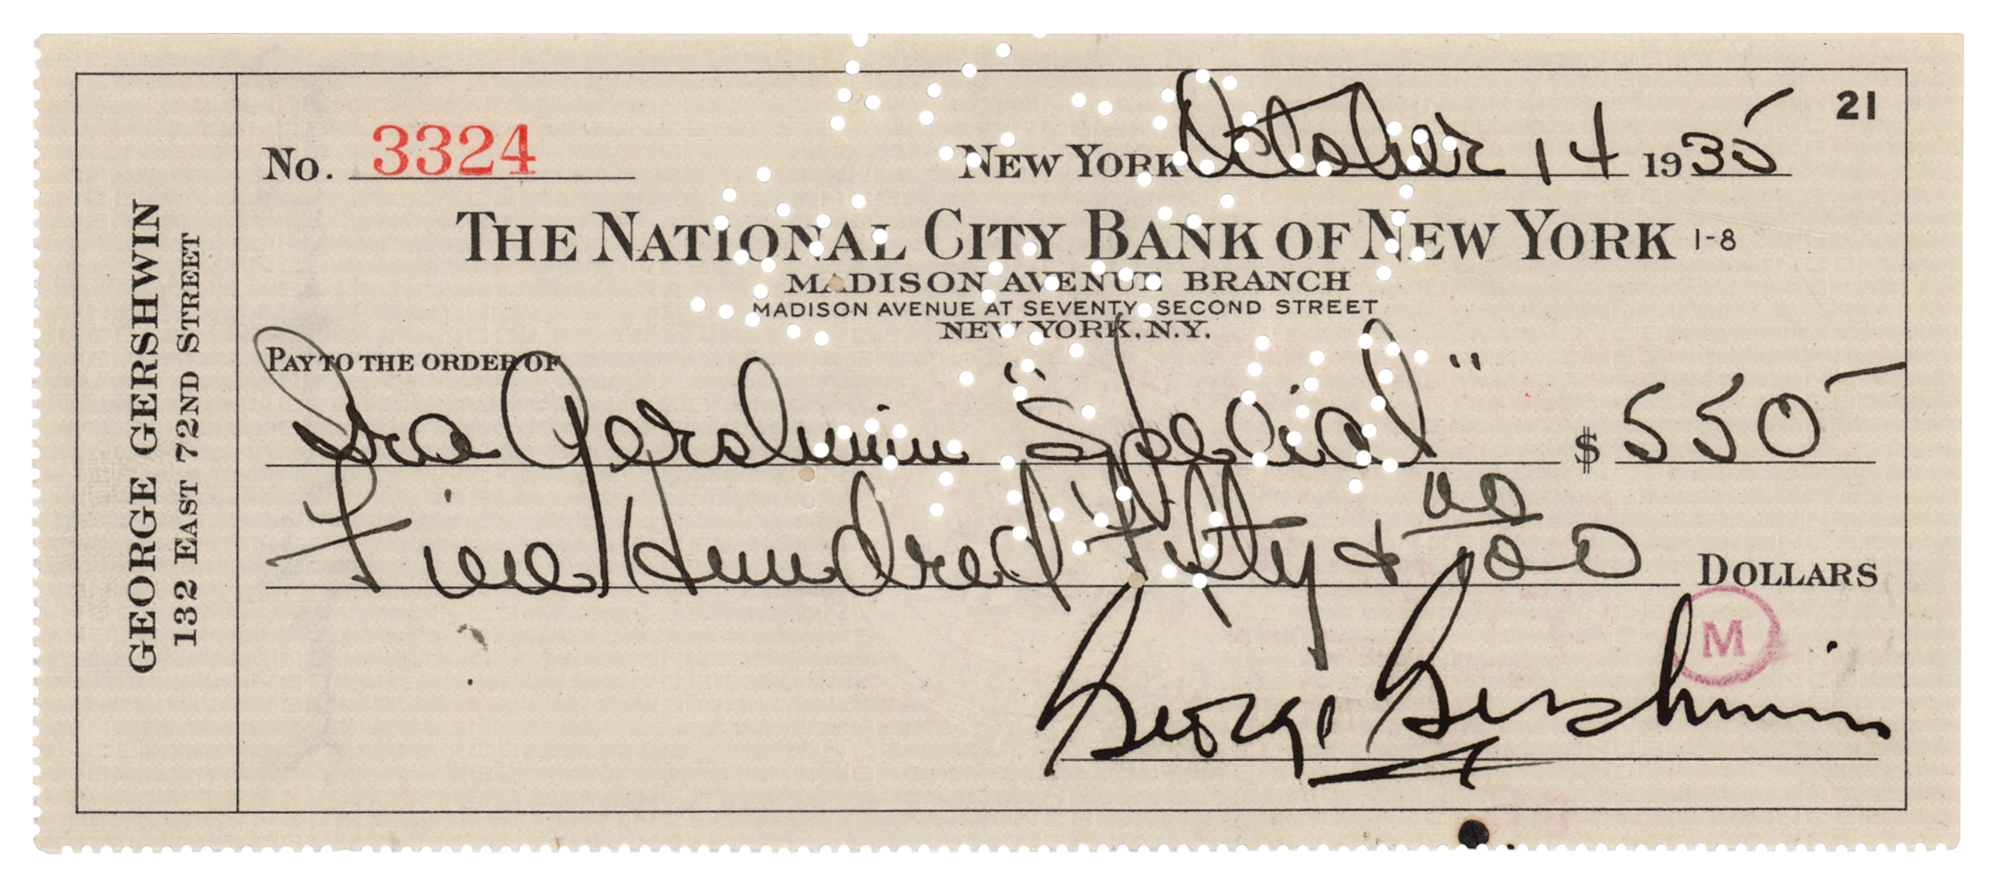 21
No. 3324
NEW YORK October 14 1935
THE NATIONAL CITY BANK OF NEW YORK 1-8
MADISON AVENUE BRANCH
MADISON AVENUE AT SEVENTY SECOND STREET
NEW YORK, N.Y.
PAY TO THE ORDER OF
Ira Gershwin "Special" $ 550
Five Hundred Fifty & 00/100 DOLLARS
M
George Gershwin
GEORGE GERSHWIN
132 EAST 72ND STREET